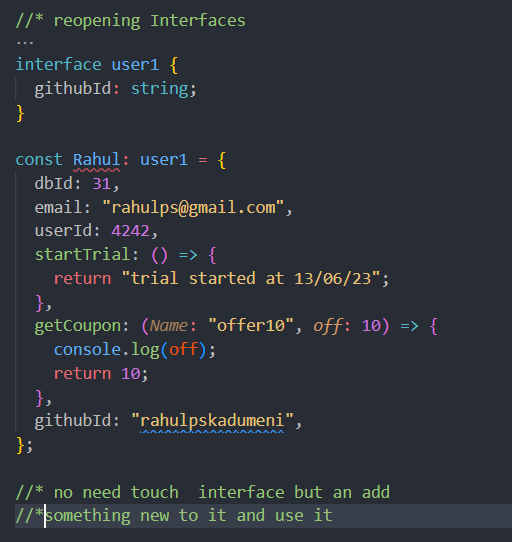 //* reopening Interfaces
...
interface user1 {
  githubId: string;
}

const Rahul: user1 = {
  dbId: 31,
  email: "rahulps@gmail.com",
  userId: 4242,
  startTrial: () => {
    return "trial started at 13/06/23";
  },
  getCoupon: (Name: "offer10", off: 10) => {
    console.log(off);
    return 10;
  },
  githubId: "rahulpskadumeni",
};

//* no need touch  interface but an add
//*something new to it and use it